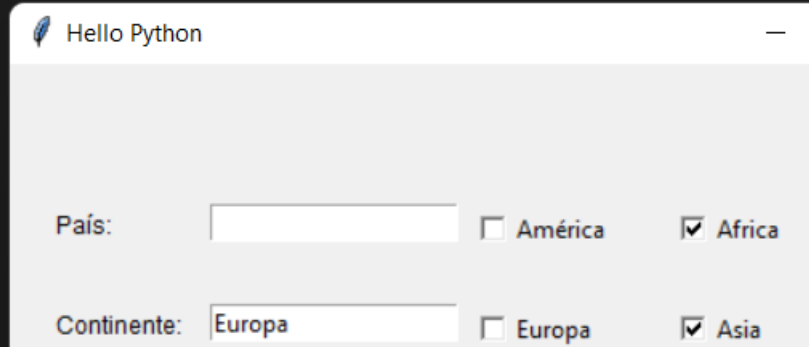 Hello Python
País:
América
Africa
Continente:
Europa
Europa
Asia